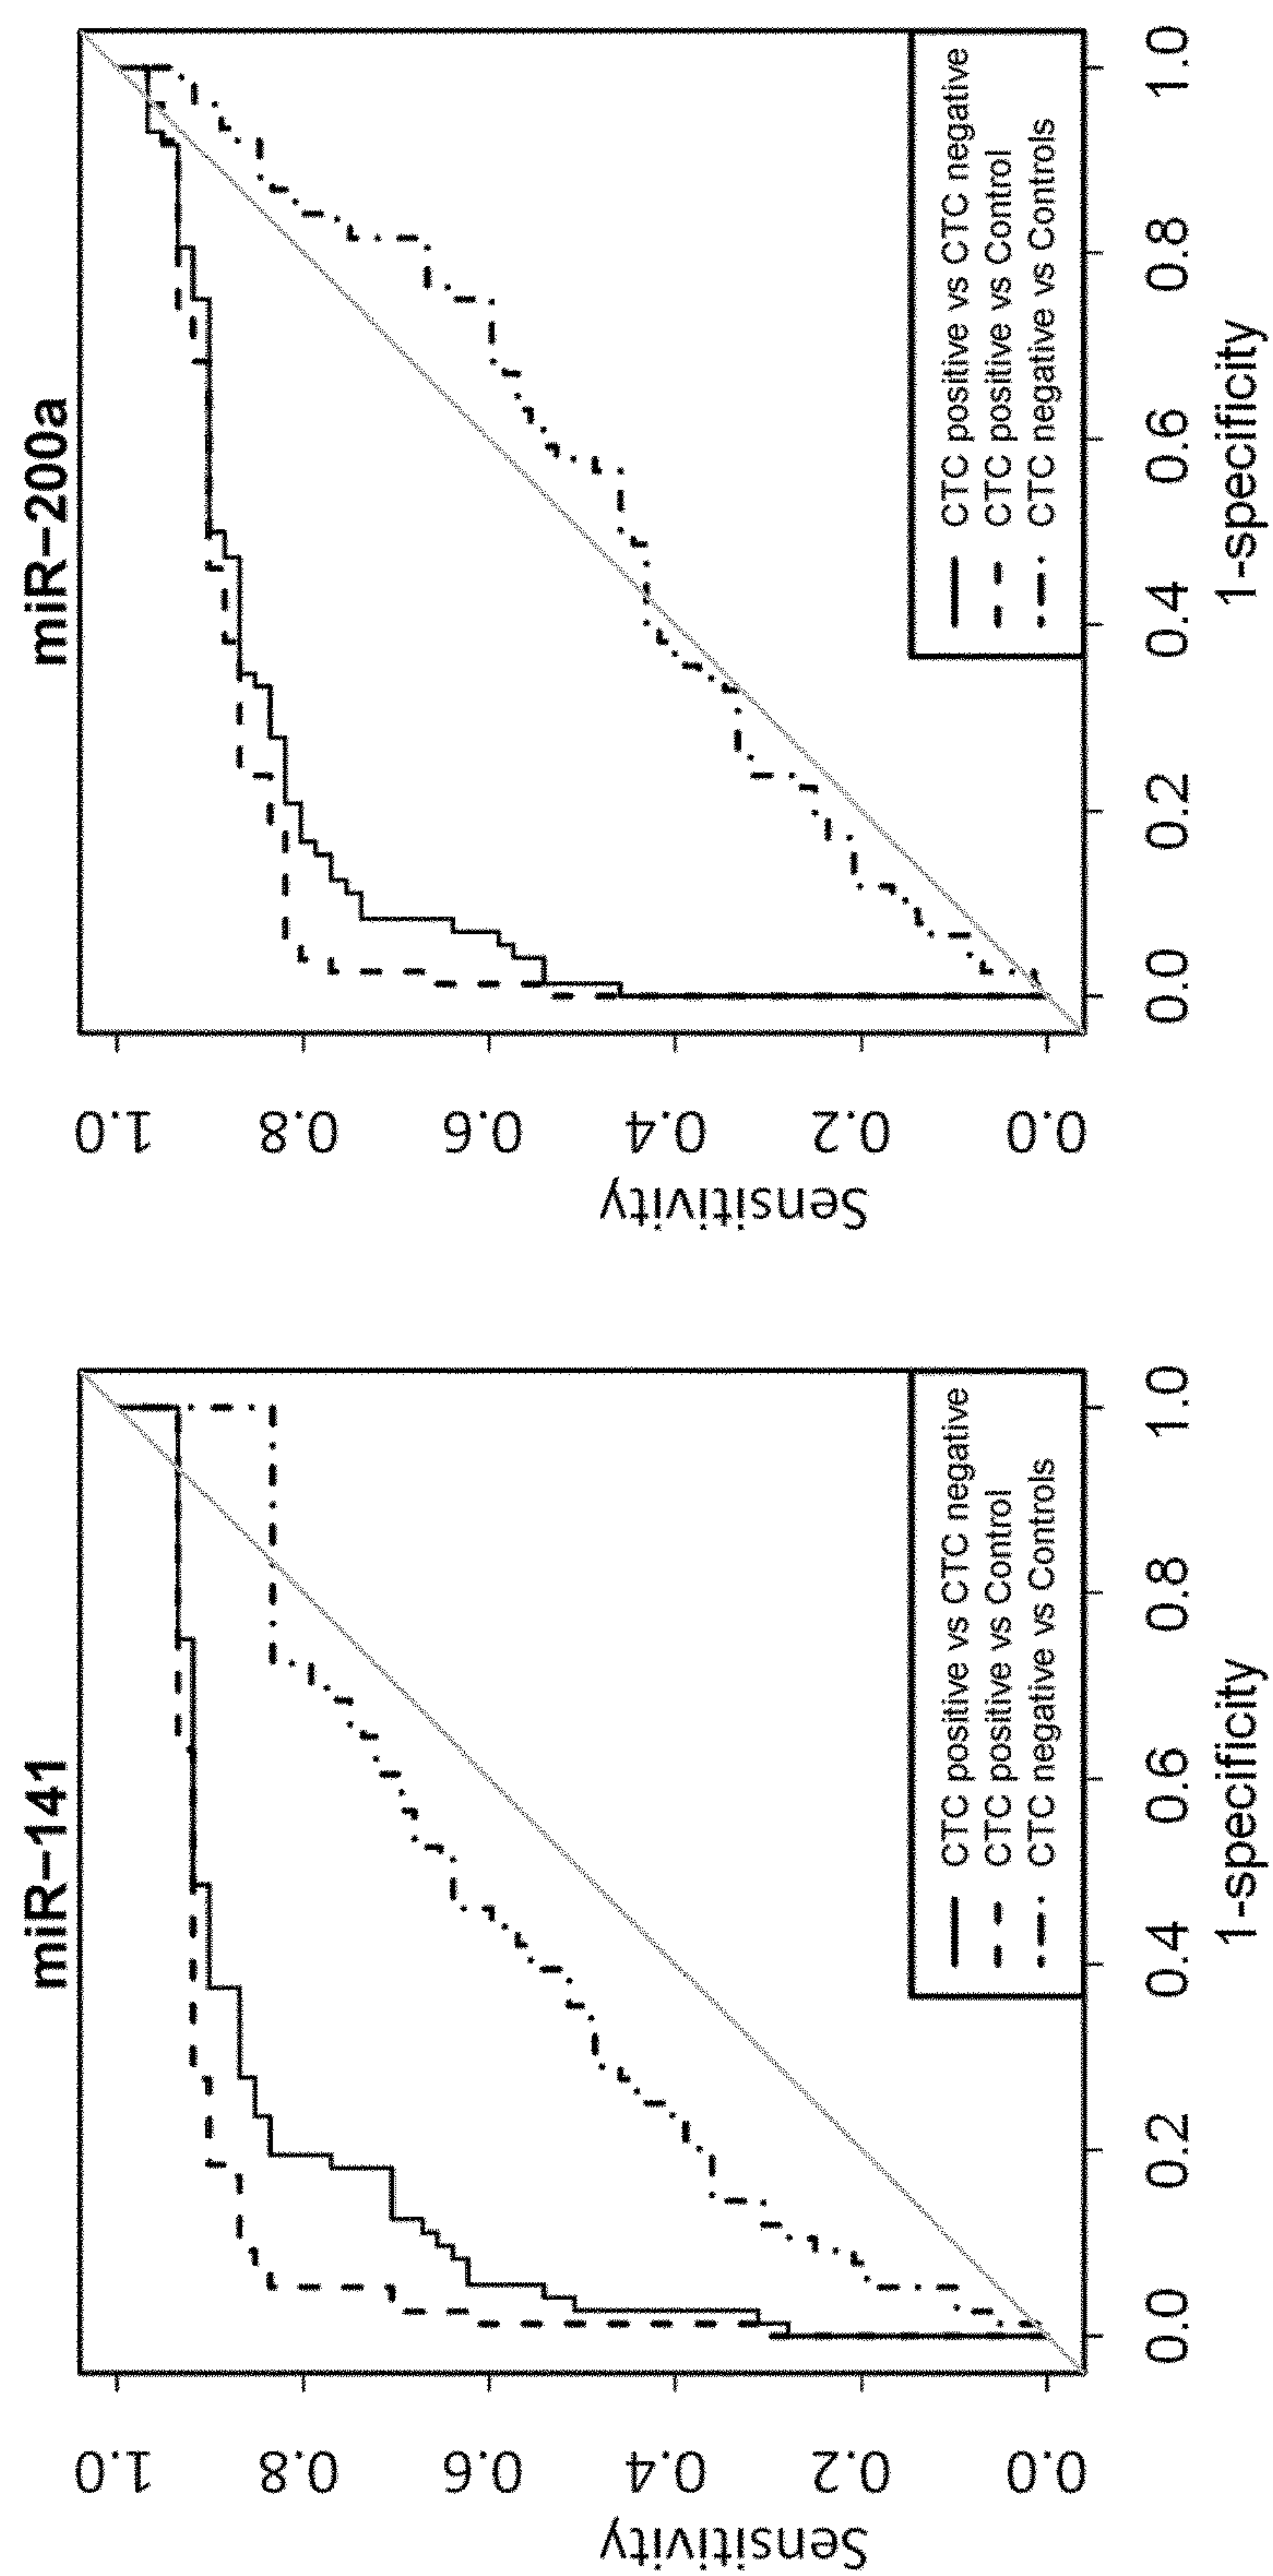 miR−141
Sensitivity
1.0
0.8
0.6
0.4
0.2
0.0
CTC positive vs CTC negative
CTC positive vs Control
CTC negative vs Controls
0.0 0.2 0.4 0.6 0.8 1.0
1-specificity
miR−200a
Sensitivity
1.0
0.8
0.6
0.4
0.2
0.0
CTC positive vs CTC negative
CTC positive vs Control
CTC negative vs Controls
0.0 0.2 0.4 0.6 0.8 1.0
1-specificity